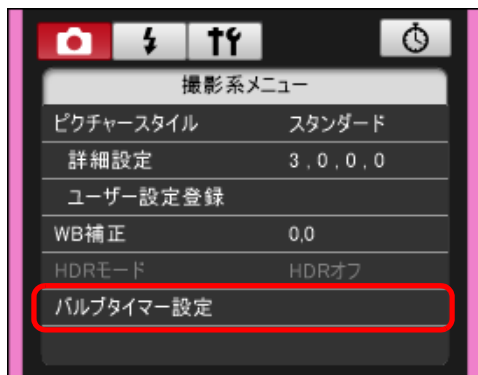 撮影系メニュー
ピクチャースタイル スタンダード
詳細設定 3,0,0,0
ユーザー設定登録
WB補正 0,0
HDRモード HDRオフ
バルブタイマー設定